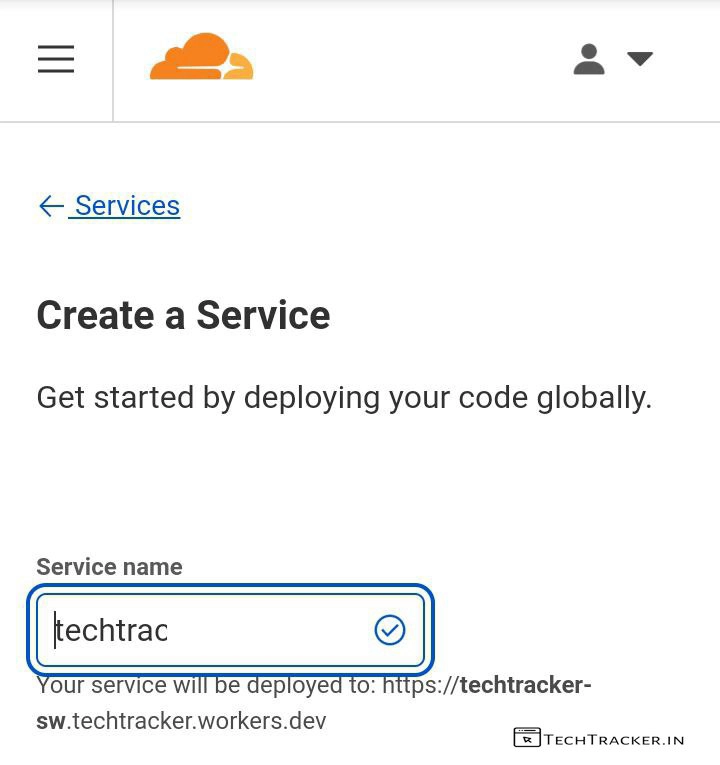 ← Services
Create a Service
Get started by deploying your code globally.
Service name
techtrac
Your service will be deployed to: https://techtracker-
sw.techtracker.workers.dev
TECHTRACKER.IN